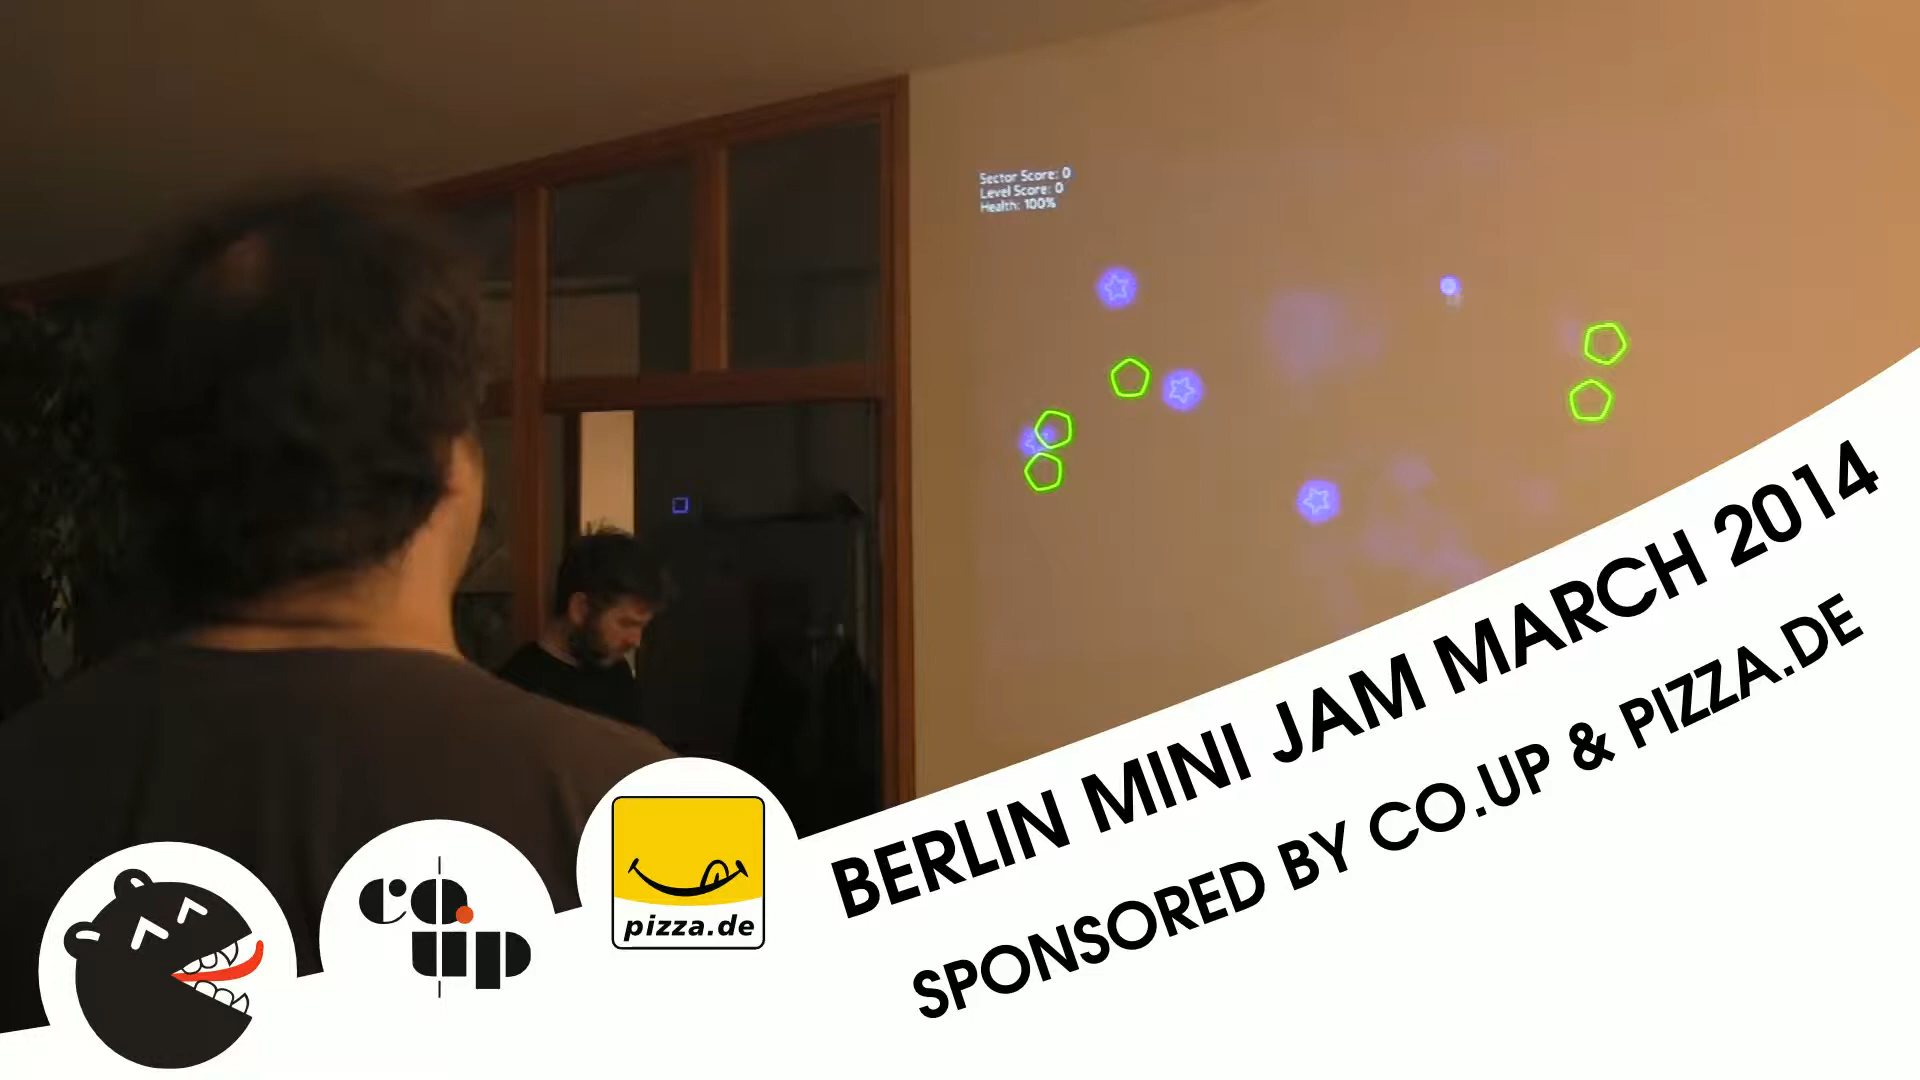 Sector Score: 0
Level Score: 0
Health: 100%
BERLIN MINI JAM MARCH 2014
SPONSORED BY CO.UP & PIZZA.DE
co.
up
pizza.de